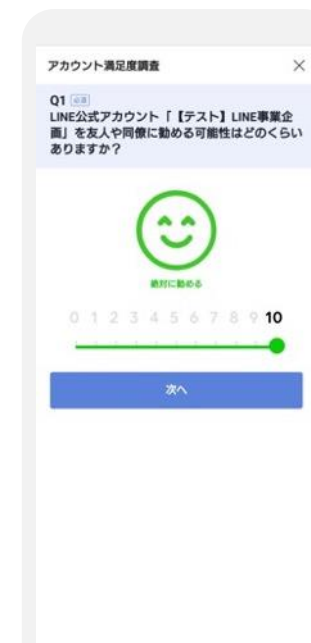 アカウント満足度調査
Q1 必須
LINE公式アカウント「【テスト】LINE事業企
画」を友人や同僚に勧める可能性はどのくらい
ありますか？
絶対に勧める
0 1 2 3 4 5 6 7 8 9 10
次へ